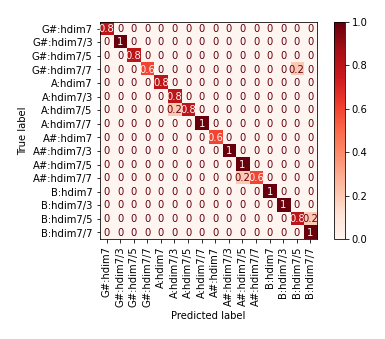 G#:hdim7 0.8 0 0 0 0 0 0 0 0 0 0 0 0 0 0 0
G#:hdim7/3 0 1 0 0 0 0 0 0 0 0 0 0 0 0 0 0
G#:hdim7/5 0 0 0.8 0 0 0 0 0 0 0 0 0 0 0 0 0
G#:hdim7/7 0 0 0 0.6 0 0 0 0 0 0 0 0 0 0 0.2 0
A:hdim7 0 0 0 0 0.8 0 0 0 0 0 0 0 0 0 0 0
A:hdim7/3 0 0 0 0 0 0.8 0 0 0 0 0 0 0 0 0 0
A:hdim7/5 0 0 0 0 0 0.2 0.8 0 0 0 0 0 0 0 0 0
A:hdim7/7 0 0 0 0 0 0 0 1 0 0 0 0 0 0 0 0
A#:hdim7 0 0 0 0 0 0 0 0 0.6 0 0 0 0 0 0 0
A#:hdim7/3 0 0 0 0 0 0 0 0 0 1 0 0 0 0 0 0
A#:hdim7/5 0 0 0 0 0 0 0 0 0 0 1 0 0 0 0 0
A#:hdim7/7 0 0 0 0 0 0 0 0 0 0 0.2 0.6 0 0 0 0
B:hdim7 0 0 0 0 0 0 0 0 0 0 0 0 1 0 0 0
B:hdim7/3 0 0 0 0 0 0 0 0 0 0 0 0 0 1 0 0
B:hdim7/5 0 0 0 0 0 0 0 0 0 0 0 0 0 0 0.8 0.2
B:hdim7/7 0 0 0 0 0 0 0 0 0 0 0 0 0 0 0 1
True label
G#:hdim7
G#:hdim7/3
G#:hdim7/5
G#:hdim7/7
A:hdim7
A:hdim7/3
A:hdim7/5
A:hdim7/7
A#:hdim7
A#:hdim7/3
A#:hdim7/5
A#:hdim7/7
B:hdim7
B:hdim7/3
B:hdim7/5
B:hdim7/7
Predicted label
1.0
0.8
0.6
0.4
0.2
0.0